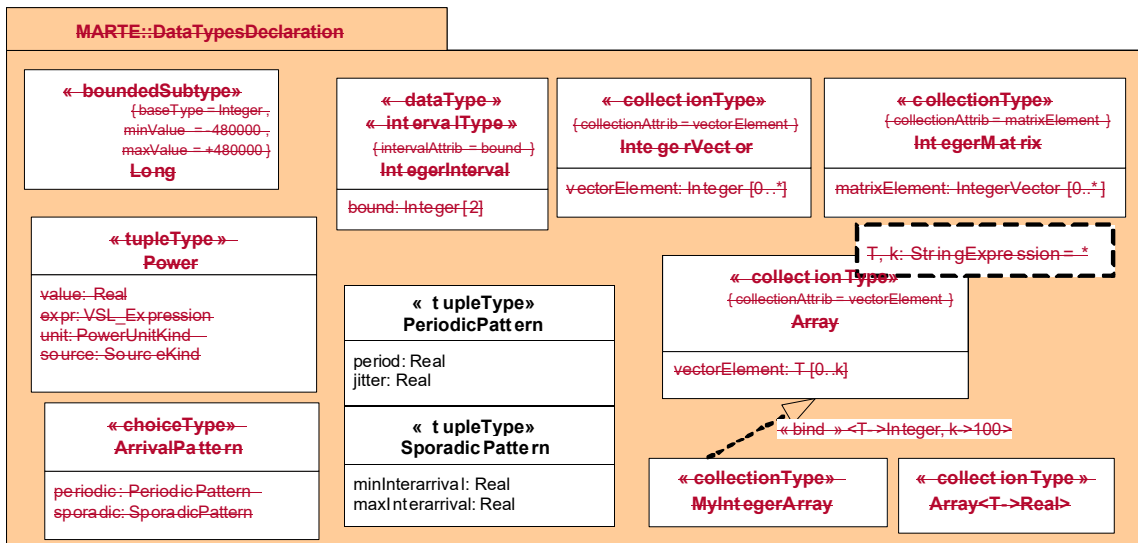 MARTE::DataTypesDeclaration
« boundedSubtype»
{ baseType = Integer ,
minValue = -480000 ,
maxValue = +480000 }
Long
« dataType »
« intervalType»
{ intervalAttrib = bound }
IntegerInterval
bound: Integer [2]
« collectionType»
{ collectionAttrib = vectorElement }
IntegerVector
vectorElement: Integer [0..*]
« collectionType»
{ collectionAttrib = matrixElement }
IntegerMatrix
matrixElement: IntegerVector [0..*]
« tupleType »
Power
value: Real
expr: VSL_Expression
unit: PowerUnitKind
source: SourceKind
« tupleType»
PeriodicPattern
period: Real
jitter: Real
« tupleType»
SporadicPattern
minInterarrival: Real
maxInterarrival: Real
T, k: StringExpression = *
« collectionType»
{ collectionAttrib = vectorElement }
Array
vectorElement: T [0..k]
« bind » <T->Integer, k->100>
« choiceType»
ArrivalPattern
periodic: PeriodicPattern
sporadic: SporadicPattern
« collectionType»
MyIntegerArray
« collectionType »
Array<T->Real>